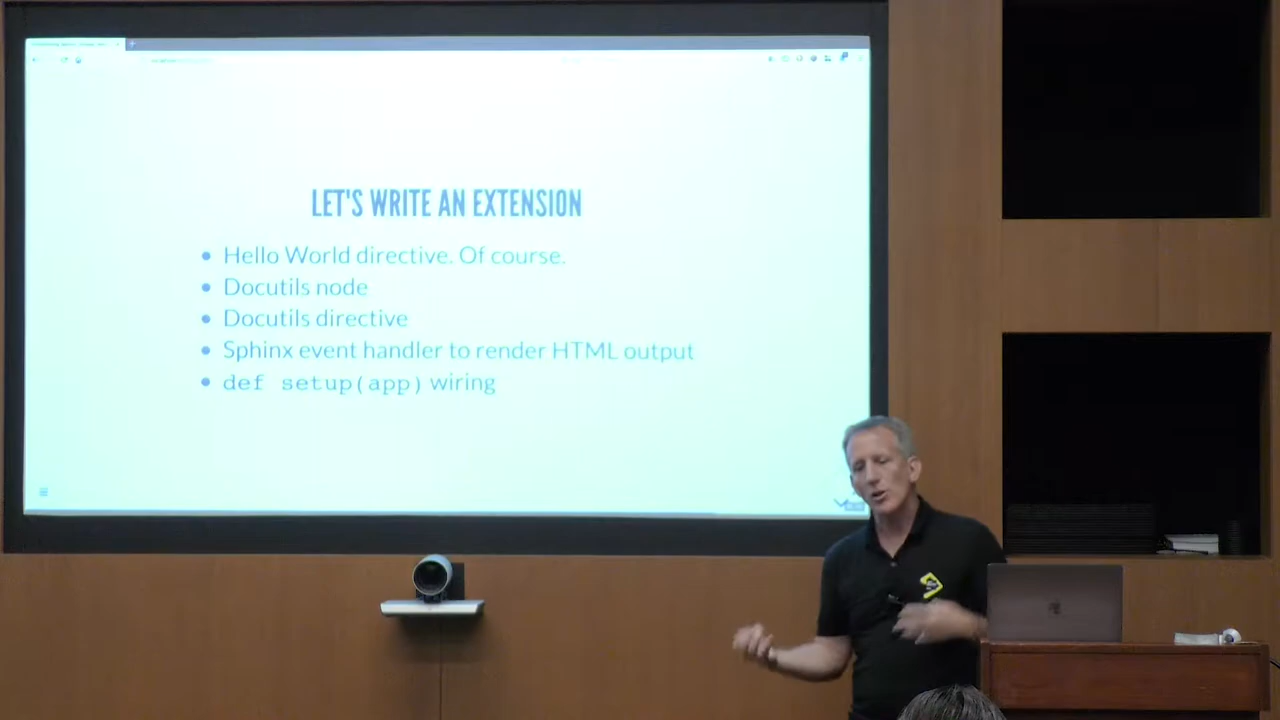 LET'S WRITE AN EXTENSION
Hello World directive. Of course.
Docutils node
Docutils directive
Sphinx event handler to render HTML output
def setup(app) wiring